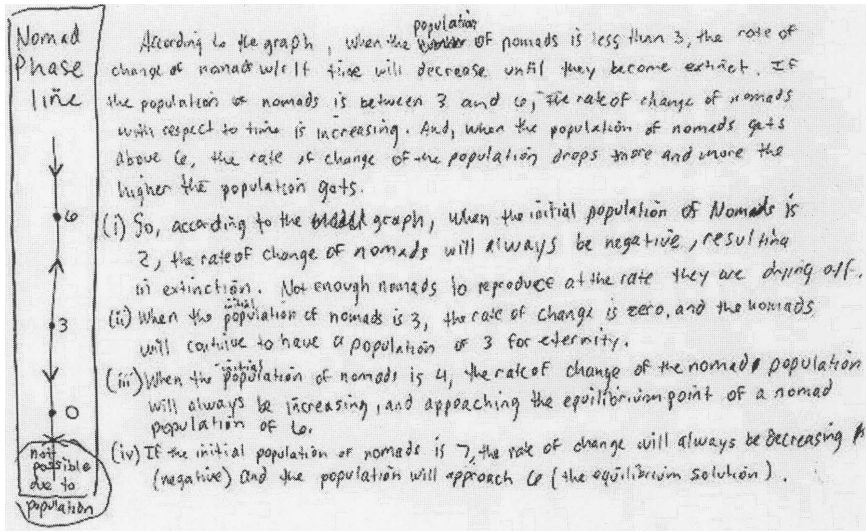 Nomad
Phase
line
6
3
0
not
possible
due to
population
population
According to the graph, when the of nomads is less than 3, the rate of
change of nomads w/r/t time will decrease until they become extinct. If
the population of nomads is between 3 and 6, the rate of change of nomads
with respect to time is increasing. And, when the population of nomads gets
above 6, the rate of change of the population drops more and more the
higher the population gets.
(i) So, according to the graph, when the initial population of Nomads is
2, the rate of change of nomads will always be negative, resulting
in extinction. Not enough nomads to reproduce at the rate they are dying off.
initial
(ii) When the population of nomads is 3, the rate of change is zero, and the nomads
will continue to have a population of 3 for eternity.
initial
(iii) When the population of nomads is 4, the rate of change of the nomad population
will always be increasing, and approaching the equilibrium point of a nomad
population of 6.
(iv) If the initial population of nomads is 7, the rate of change will always be decreasing
(negative) and the population will approach 6 (the equilibrium solution).